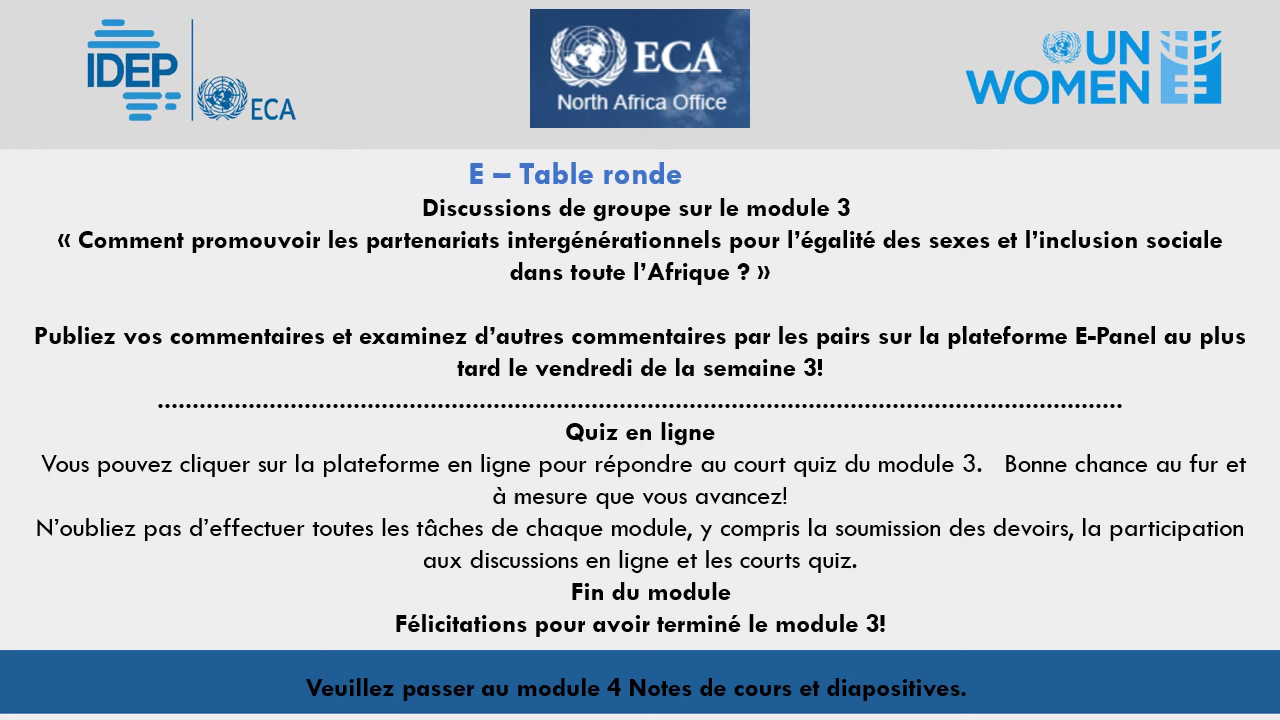 IDEP
ECA
ECA
North Africa Office
UN
WOMEN
E – Table ronde
Discussions de groupe sur le module 3
« Comment promouvoir les partenariats intergénérationnels pour l’égalité des sexes et l’inclusion sociale
dans toute l’Afrique ? »
Publiez vos commentaires et examinez d’autres commentaires par les pairs sur la plateforme E-Panel au plus
tard le vendredi de la semaine 3!
..........................................................................................................................................
Quiz en ligne
Vous pouvez cliquer sur la plateforme en ligne pour répondre au court quiz du module 3. Bonne chance au fur et
à mesure que vous avancez!
N’oubliez pas d’effectuer toutes les tâches de chaque module, y compris la soumission des devoirs, la participation
aux discussions en ligne et les courts quiz.
Fin du module
Félicitations pour avoir terminé le module 3!
Veuillez passer au module 4 Notes de cours et diapositives.